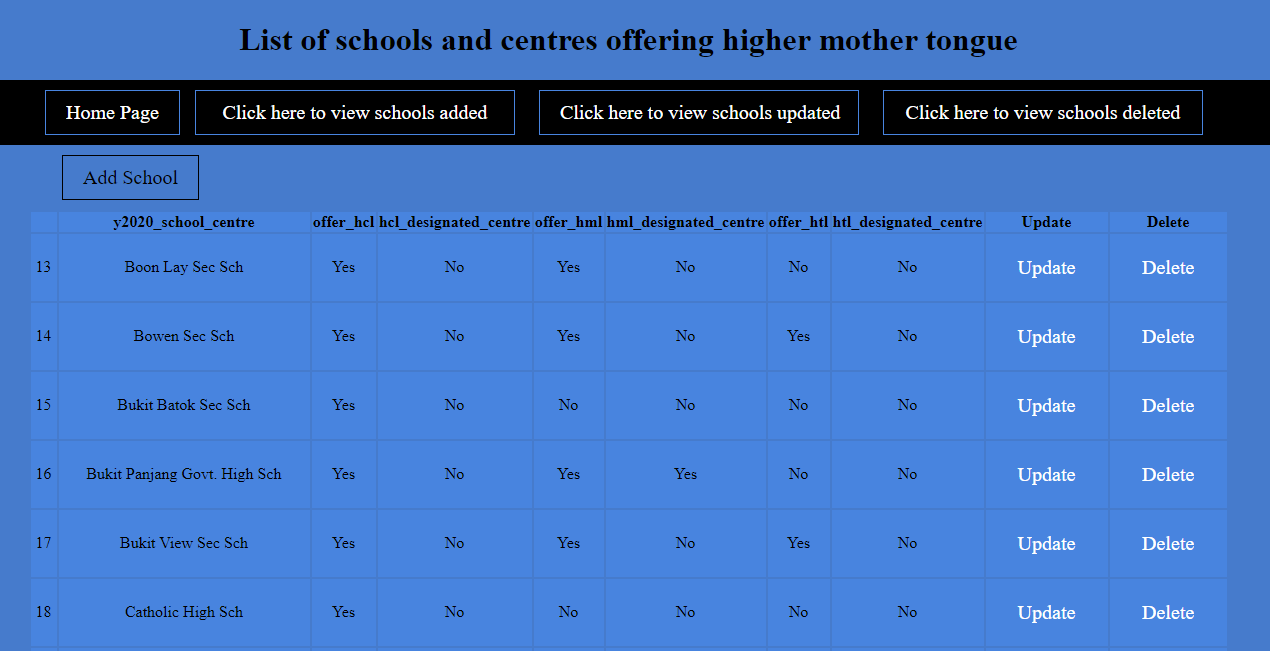 List of schools and centres offering higher mother tongue
Home Page Click here to view schools added Click here to view schools updated Click here to view schools deleted
Add School
y2020_school_centre offer_hcl hcl_designated_centre offer_hml hml_designated_centre offer_htl htl_designated_centre Update Delete
13 Boon Lay Sec Sch Yes No Yes No No No Update Delete
14 Bowen Sec Sch Yes No Yes No Yes No Update Delete
15 Bukit Batok Sec Sch Yes No No No No No Update Delete
16 Bukit Panjang Govt. High Sch Yes No Yes Yes No No Update Delete
17 Bukit View Sec Sch Yes No Yes No Yes No Update Delete
18 Catholic High Sch Yes No No No No No Update Delete